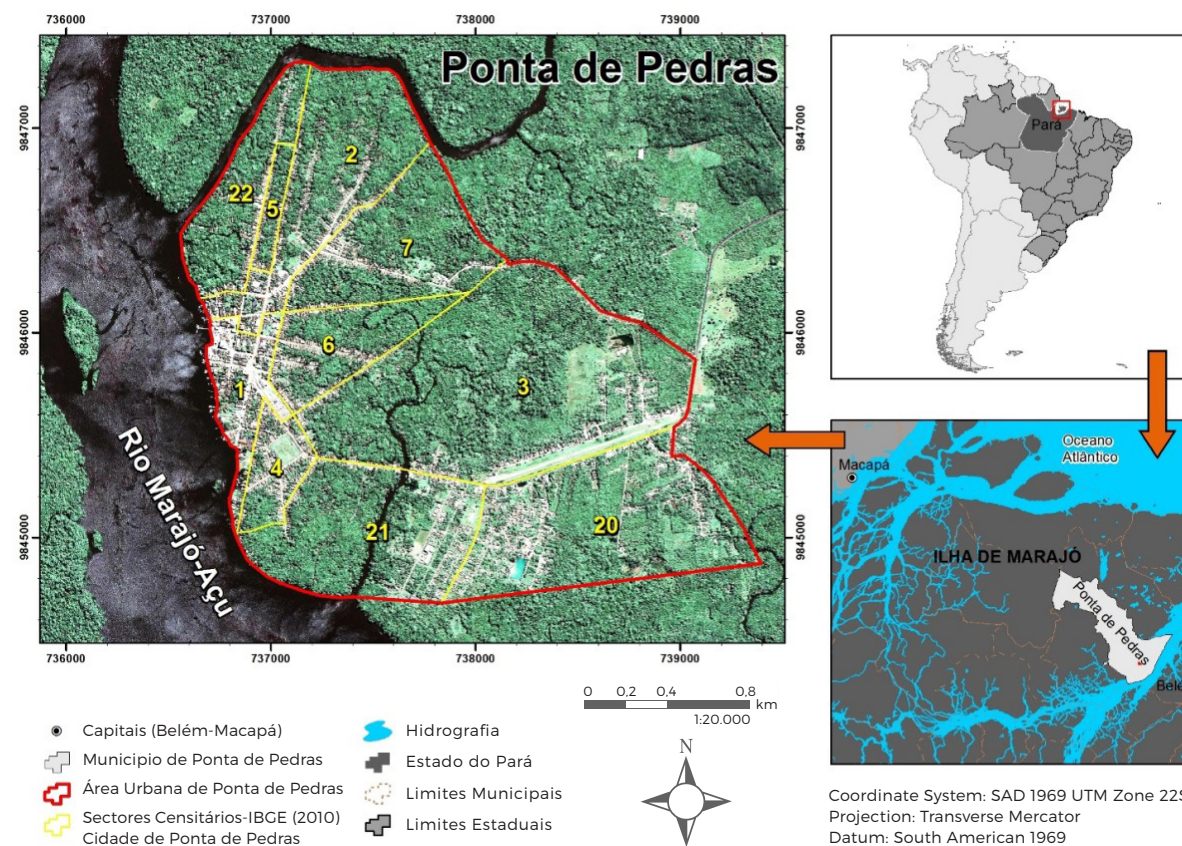 736000 737000 738000 739000
Ponta de Pedras
9847000
9846000
9845000
9847000
9846000
9845000
2
22
5
7
6
3
1
4
21
20
Rio Marajó-Açu
736000 737000 738000 739000
Pará
Oceano
Atlântico
Macapá
ILHA DE MARAJÓ
Ponta de Pedras
0 0,2 0,4 0,8
km
1:20.000
N
Capitais (Belém-Macapá)
Municipio de Ponta de Pedras
Área Urbana de Ponta de Pedras
Sectores Censitários-IBGE (2010)
Cidade de Ponta de Pedras
Hidrografia
Estado do Pará
Limites Municipais
Limites Estaduais
Coordinate System: SAD 1969 UTM Zone 22S
Projection: Transverse Mercator
Datum: South American 1969